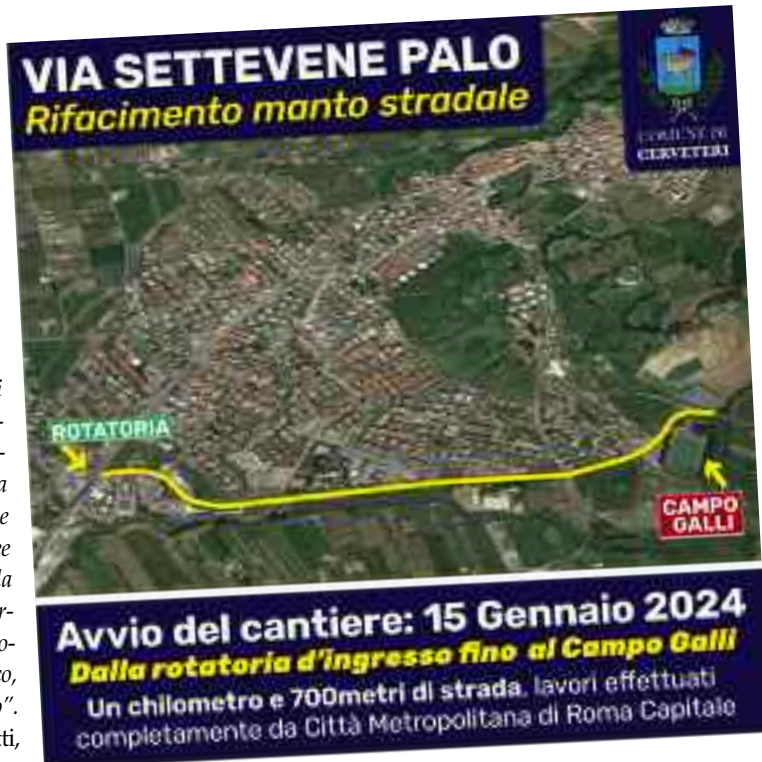 VIA SETTEVENE PALO
Rifacimento manto stradale
COMUNE DI
CERVETERI
ROTATORIA
CAMPO
GALLI
Avvio del cantiere: 15 Gennaio 2024
Dalla rotatoria d'ingresso fino al Campo Galli
Un chilometro e 700metri di strada, lavori effettuati
completamente da Città Metropolitana di Roma Capitale
i
-
-
a
e
la
r-
o-
o,
o”.
tti,